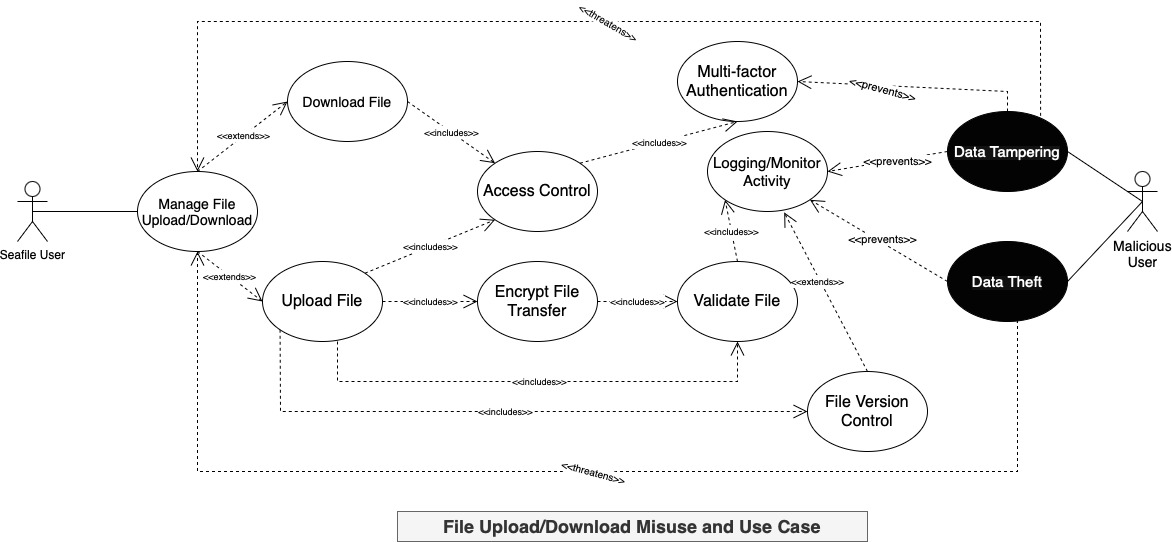 <<threatens>>
Download File
Multi-factor
Authentication
<<prevents>>
<<extends>>
<<includes>>
<<includes>>
Data Tampering
Logging/Monitor
Activity
<<prevents>>
Access Control
Manage File
Upload/Download
Seafile User
Malicious
User
<<includes>>
<<includes>>
<<prevents>>
<<extends>>
Upload File
<<includes>>
Encrypt File
Transfer
<<includes>>
Validate File
<<extends>>
Data Theft
<<includes>>
<<includes>>
File Version
Control
<<threatens>>
File Upload/Download Misuse and Use Case